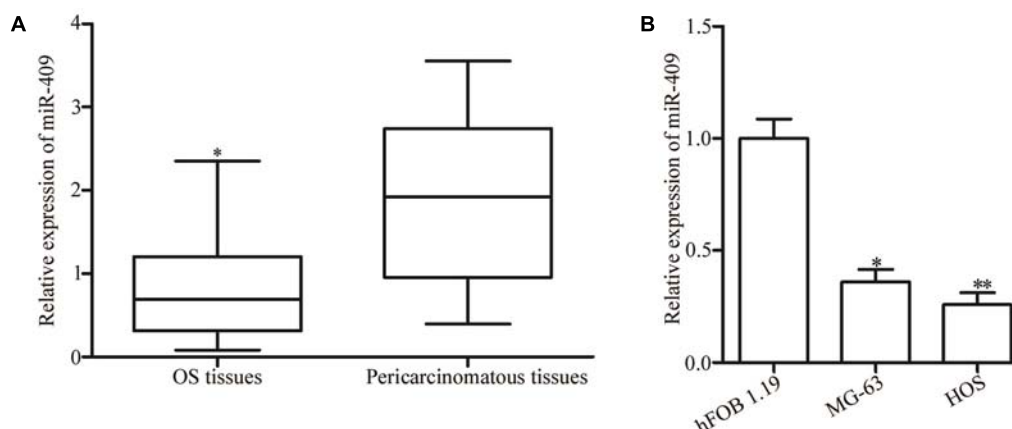 A
Relative expression of miR-409
4
3
2
1
0
*
OS tissues
Pericarcinomatous tissues
B
Relative expression of miR-409
1.5
1.0
0.5
0.0
*
**
hFOB 1.19
MG-63
HOS